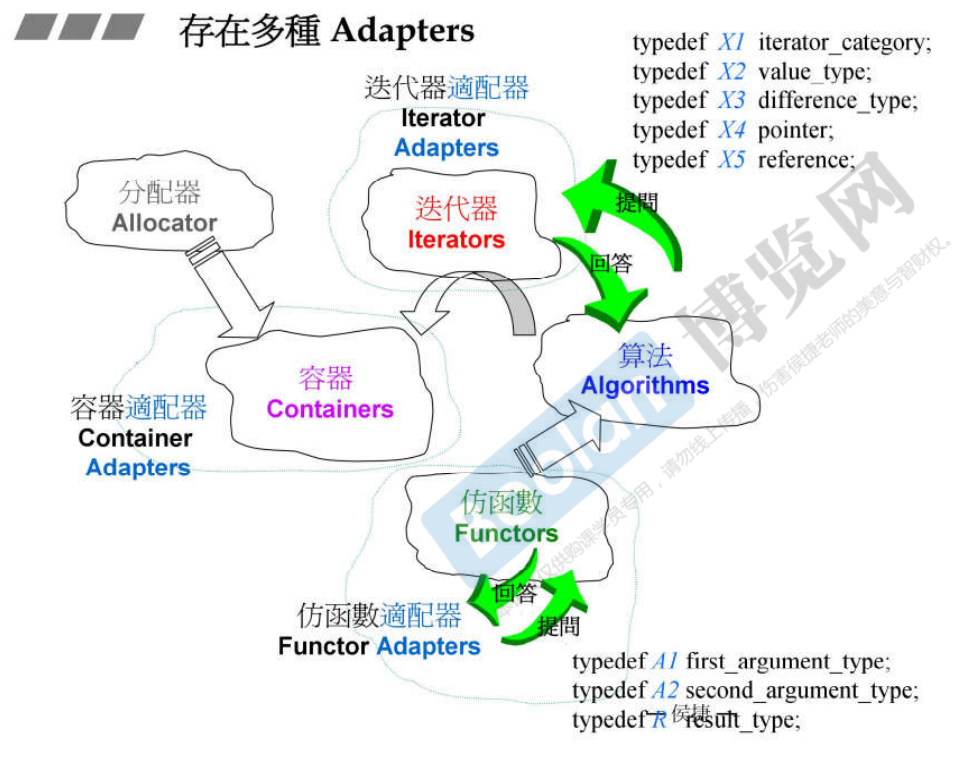 存在多種 Adapters
typedef X1 iterator_category;
typedef X2 value_type;
typedef X3 difference_type;
typedef X4 pointer;
typedef X5 reference;
迭代器適配器
Iterator
Adapters
分配器
Allocator
迭代器
Iterators
提問
回答
容器
Containers
算法
Algorithms
容器適配器
Container
Adapters
仿函數
Functors
回答
提問
仿函數適配器
Functor Adapters
typedef A1 first_argument_type;
typedef A2 second_argument_type;
typedef R result_type;
— 侯捷 —
Boolan
博览网
仅供购课学员专用,请勿线上传播,伤害侯捷老师的美意与智财权。